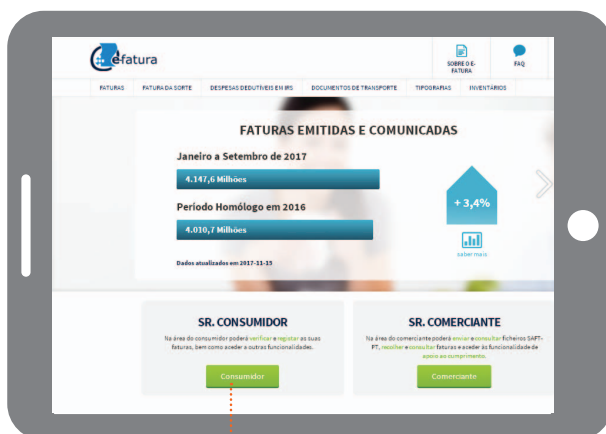 e-fatura
SOBRE O E-
FATURA
FAQ
FATURAS
FATURA DA SORTE
DESPESAS DEDUTÍVEIS EM IRS
DOCUMENTOS DE TRANSPORTE
TIPOGRAFIAS
INVENTÁRIOS
FATURAS EMITIDAS E COMUNICADAS
Janeiro a Setembro de 2017
4.147,6 Milhões
Período Homólogo em 2016
4.010,7 Milhões
+ 3,4%
saber mais
Dados atualizados em 2017-11-15
SR. CONSUMIDOR
Na área do consumidor poderá verificar e registar as suas
faturas, bem como aceder a outras funcionalidades.
Consumidor
SR. COMERCIANTE
Na área do comerciante poderá enviar e consultar ficheiros SAFT-
PT, recolher e consultar faturas e aceder às funcionalidade de
apoio ao cumprimento.
Comerciante